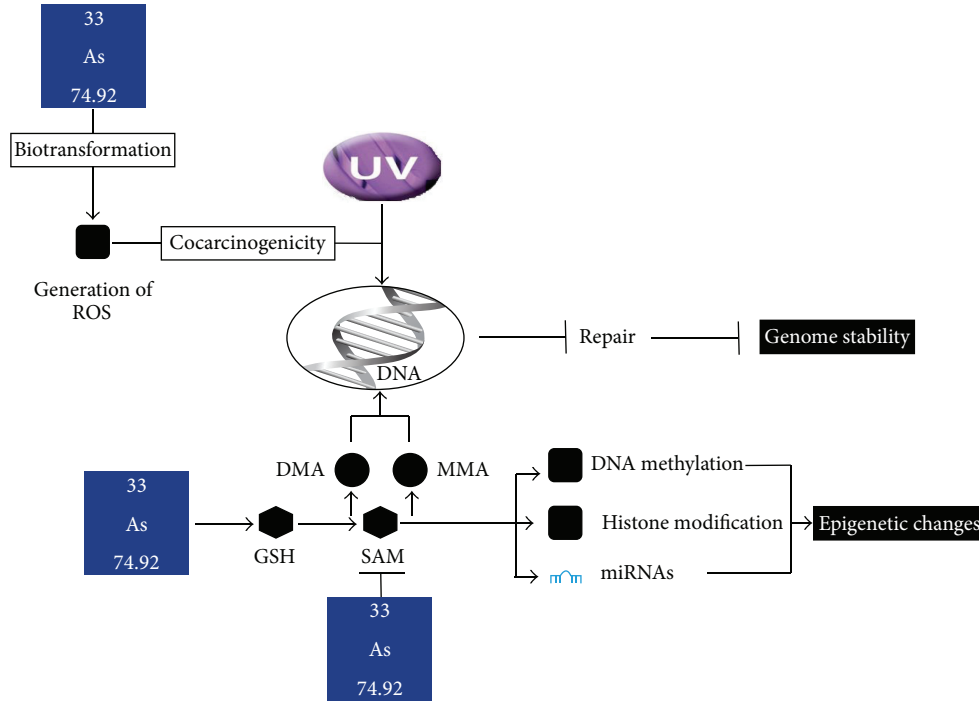 33
As
74.92
Biotransformation
UV
Cocarcinogenicity
Generation of
ROS
DNA
Repair
Genome stability
DMA
MMA
DNA methylation
33
As
74.92
GSH
SAM
Histone modification
Epigenetic changes
miRNAs
33
As
74.92